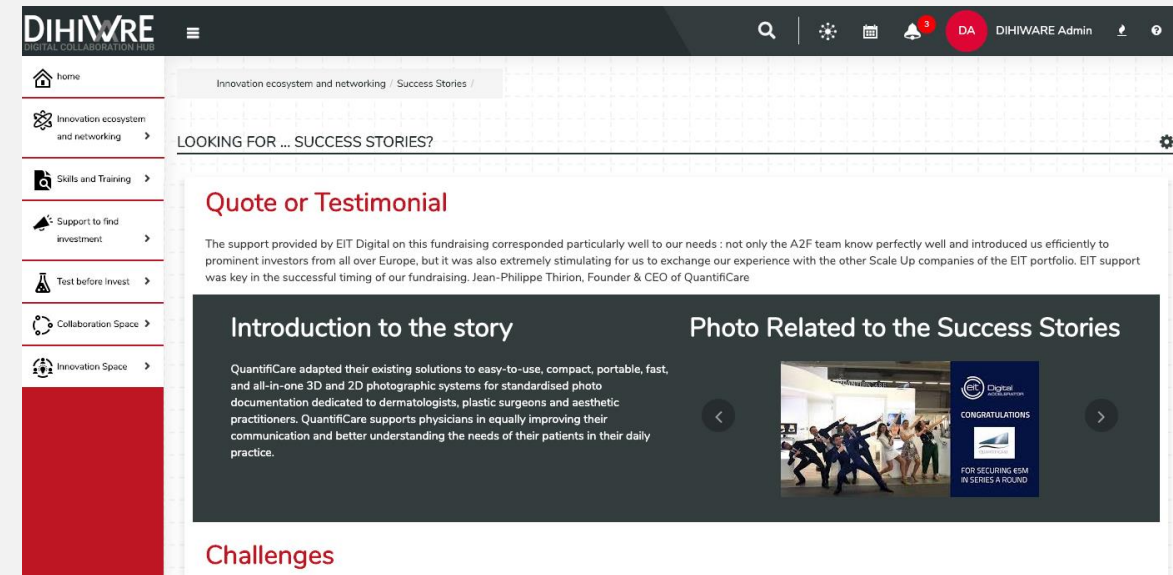 DIHIWARE
DIGITAL COLLABORATION HUB
3
DA
DIHIWARE Admin
home
Innovation ecosystem
and networking
Skills and Training
Support to find
investment
Test before Invest
Collaboration Space
Innovation Space
Innovation ecosystem and networking / Success Stories /
LOOKING FOR ... SUCCESS STORIES?
Quote or Testimonial
The support provided by EIT Digital on this fundraising corresponded particularly well to our needs : not only the A2F team know perfectly well and introduced us efficiently to
prominent investors from all over Europe, but it was also extremely stimulating for us to exchange our experience with the other Scale Up companies of the EIT portfolio. EIT support
was key in the successful timing of our fundraising. Jean-Philippe Thirion, Founder & CEO of QuantifiCare
Introduction to the story
QuantifiCare adapted their existing solutions to easy-to-use, compact, portable, fast,
and all-in-one 3D and 2D photographic systems for standardised photo
documentation dedicated to dermatologists, plastic surgeons and aesthetic
practitioners. QuantifiCare supports physicians in equally improving their
communication and better understanding the needs of their patients in their daily
practice.
Photo Related to the Success Stories
eit Digital
ACCELERATOR
CONGRATULATIONS
FOR SECURING €5M
IN SERIES A ROUND
Challenges